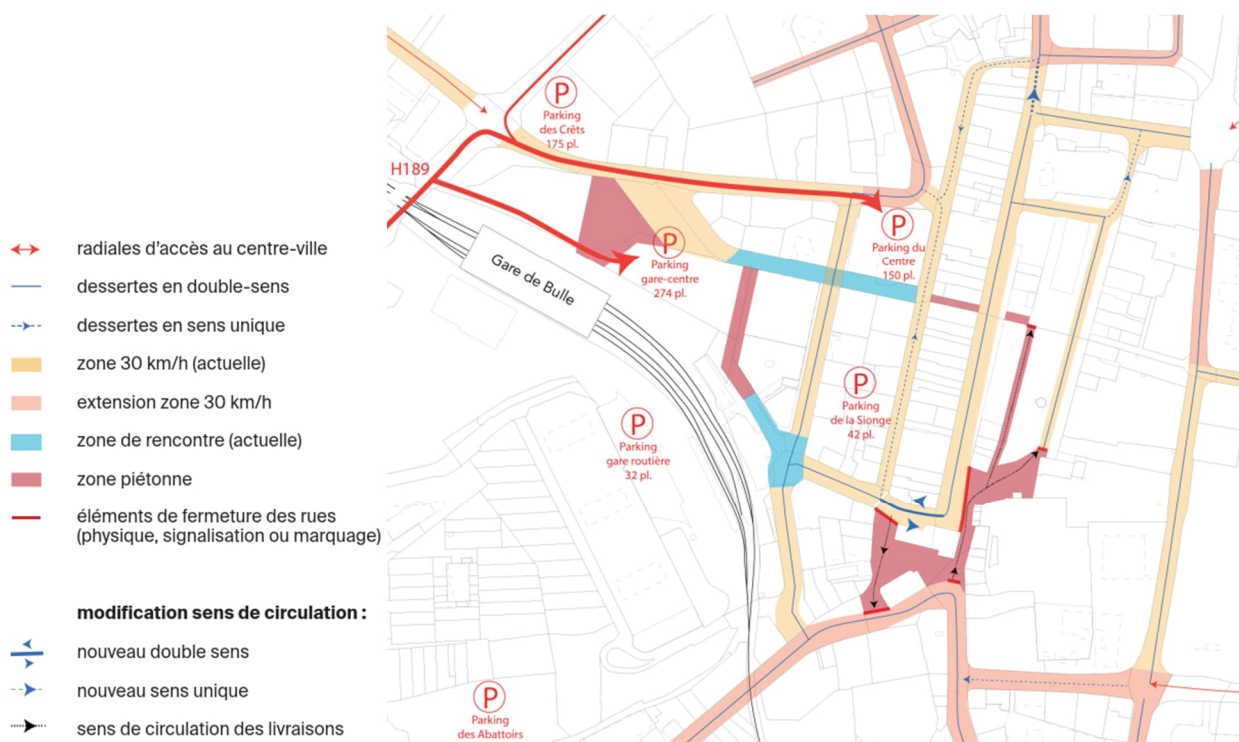 radiales d'accès au centre-ville
dessertes en double-sens
dessertes en sens unique
zone 30 km/h (actuelle)
extension zone 30 km/h
zone de rencontre (actuelle)
zone piétonne
éléments de fermeture des rues
(physique, signalisation ou marquage)
modification sens de circulation :
nouveau double sens
nouveau sens unique
sens de circulation des livraisons
P
Parking
des Crêts
175 pl.
H189
Gare de Bulle
P
Parking
gare-centre
274 pl.
P
Parking du
Centre
150 pl.
P
Parking
de la Sionge
42 pl.
P
Parking
gare routière
32 pl.
P
Parking
des Abattoirs